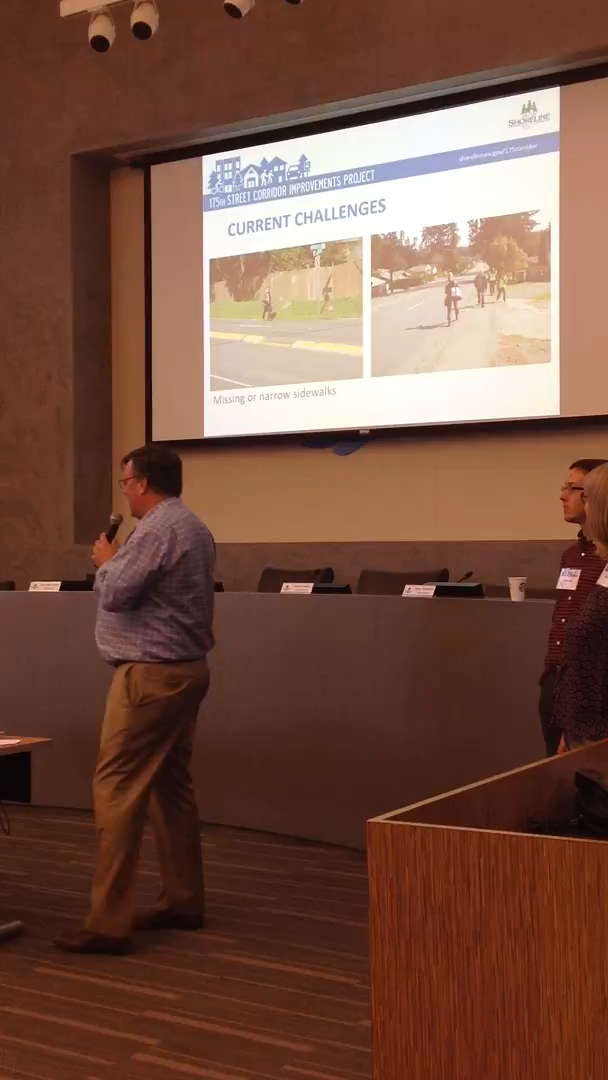 SHORELINE
shorelinewa.gov/175corridor
175TH STREET CORRIDOR IMPROVEMENTS PROJECT
CURRENT CHALLENGES
Missing or narrow sidewalks